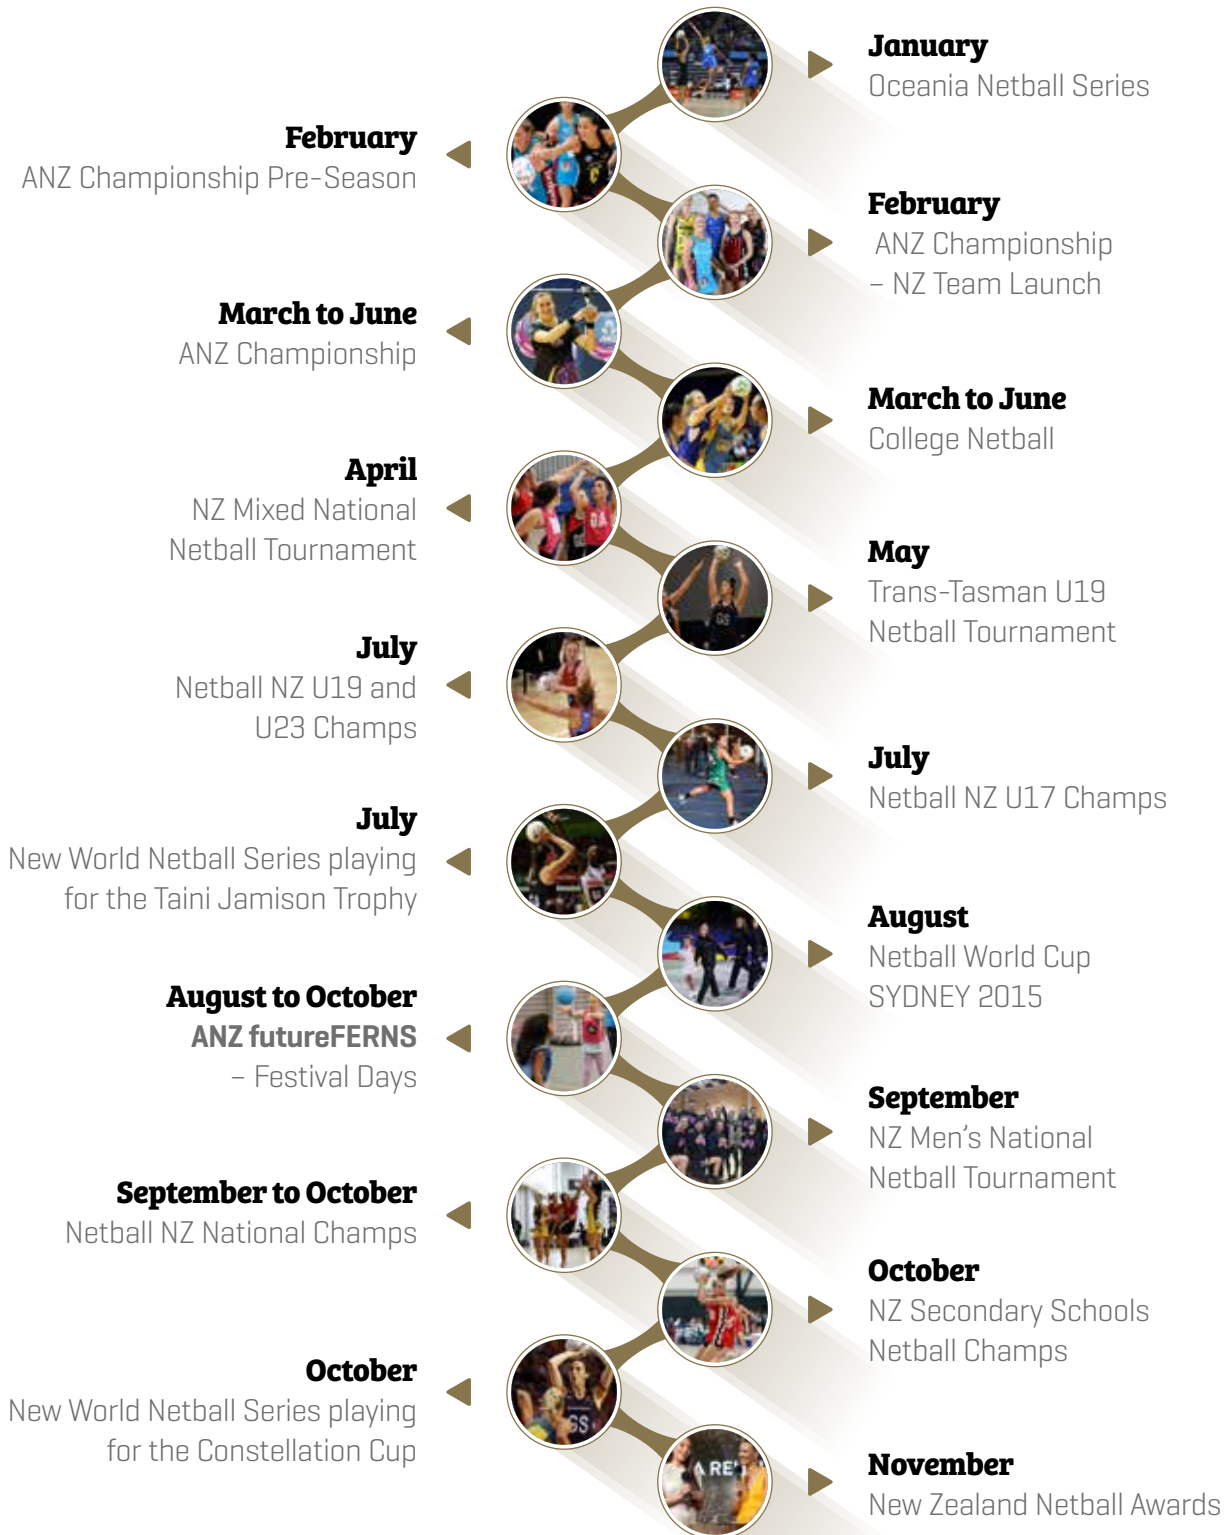 January
Oceania Netball Series
February
ANZ Championship Pre-Season
February
ANZ Championship
– NZ Team Launch
March to June
ANZ Championship
March to June
College Netball
April
NZ Mixed National
Netball Tournament
May
Trans-Tasman U19
Netball Tournament
July
Netball NZ U19 and
U23 Champs
July
Netball NZ U17 Champs
July
New World Netball Series playing
for the Taini Jamison Trophy
August
Netball World Cup
SYDNEY 2015
August to October
ANZ futureFERNS
– Festival Days
September
NZ Men’s National
Netball Tournament
September to October
Netball NZ National Champs
October
NZ Secondary Schools
Netball Champs
October
New World Netball Series playing
for the Constellation Cup
GS
November
New Zealand Netball Awards
GS
GA
A RE